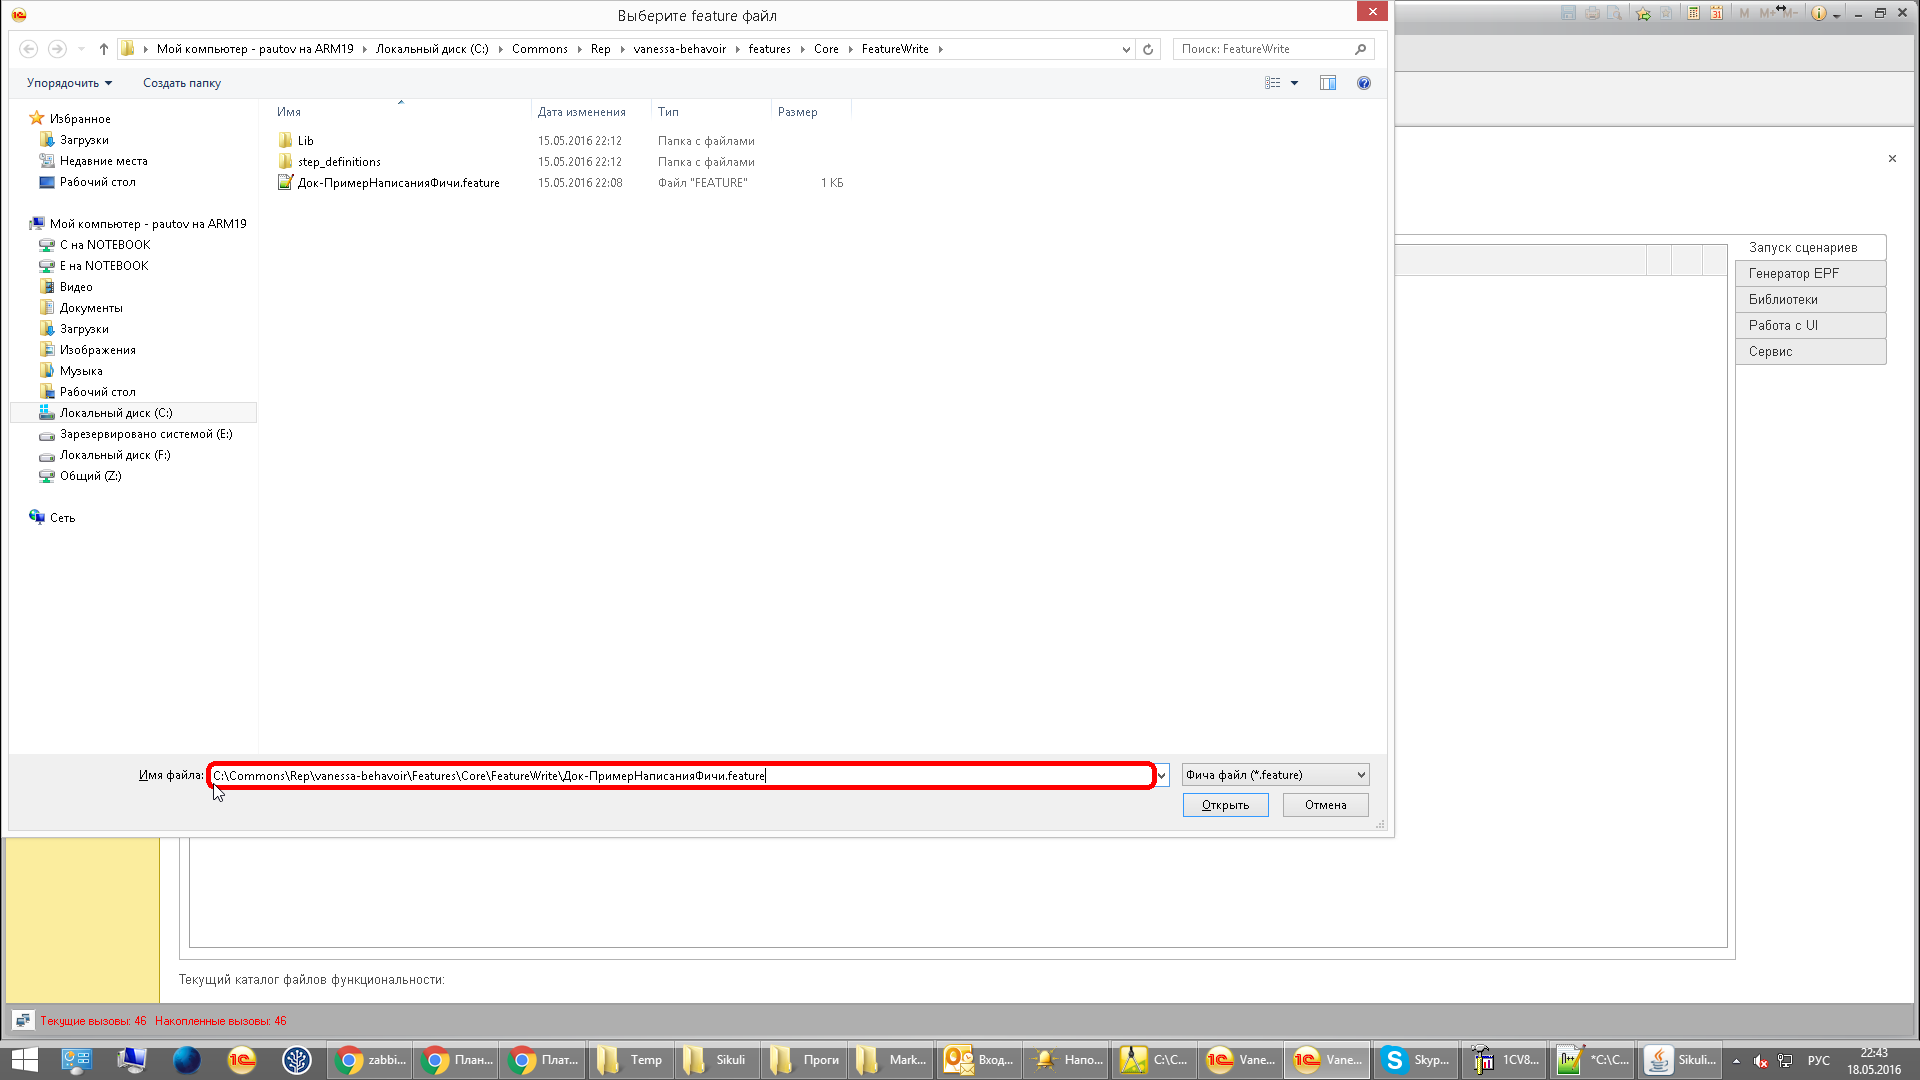 Выберите feature файл
Мой компьютер - pautov на ARM19 Локальный диск (C:) Commons Rep vanessa-behavoir features Core FeatureWrite
Поиск: FeatureWrite
Упорядочить Создать папку
Избранное
Загрузки
Недавние места
Рабочий стол
Мой компьютер - pautov на ARM19
C на NOTEBOOK
E на NOTEBOOK
Видео
Документы
Загрузки
Изображения
Музыка
Рабочий стол
Локальный диск (C:)
Зарезервировано системой (E:)
Локальный диск (F:)
Общий (Z:)
Сеть
Имя Дата изменения Тип Размер
Lib 15.05.2016 22:12 Папка с файлами
step_definitions 15.05.2016 22:12 Папка с файлами
Док-ПримерНаписанияФичи.feature 15.05.2016 22:08 Файл "FEATURE" 1 КБ
Имя файла: C:\Commons\Rep\vanessa-behavoir\Features\Core\FeatureWrite\Док-ПримерНаписанияФичи.feature
Фича файл (*.feature)
Открыть Отмена
M M+ M-
31
Запуск сценариев
Генератор EPF
Библиотеки
Работа с UI
Сервис
Текущий каталог файлов функциональности:
Текущие вызовы: 46 Накопленные вызовы: 46
zabbi... План... Плат... Temp Sikuli Проги Mark... Вход... Напо... C:\C... Vane... Vane... Skyp... 1CV8... *C:\C... Sikuli...
РУС
22:43
18.05.2016